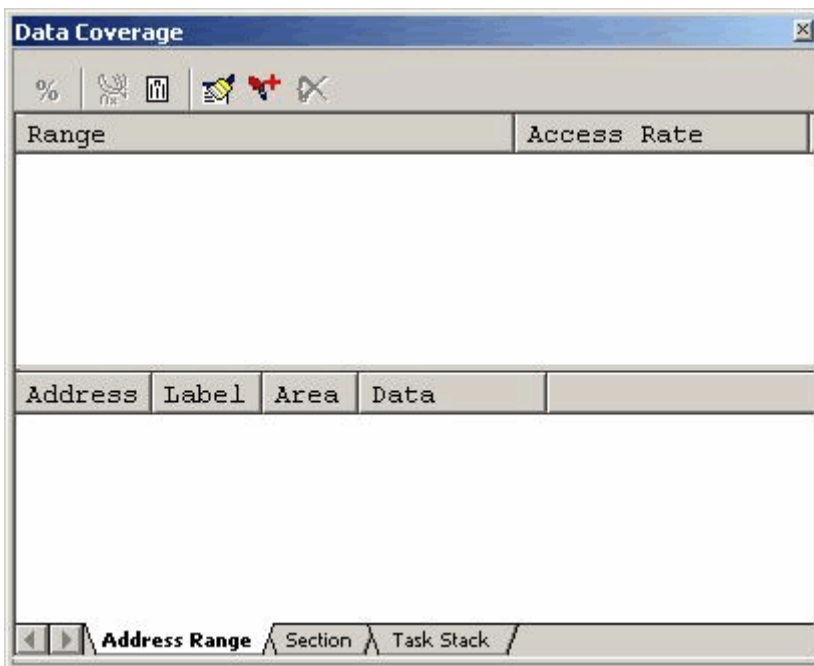 Data Coverage
%
Range Access Rate
Address Label Area Data
Address Range Section Task Stack